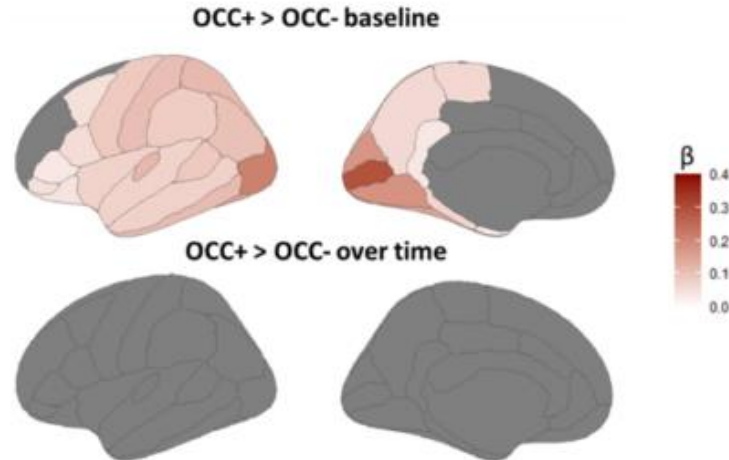 OCC+ > OCC- baseline
β
0.4
0.3
0.2
0.1
0.0
OCC+ > OCC- over time